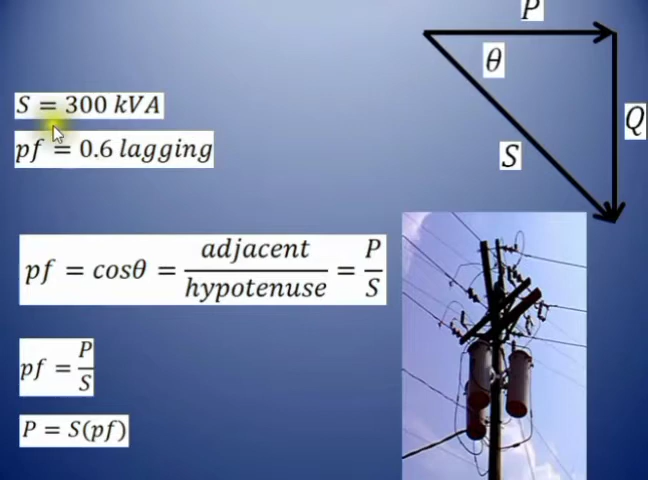 P
θ
S = 300 kVA
Q
pf = 0.6 lagging
S
pf = cosθ = adjacent / hypotenuse = P / S
pf = P / S
P = S(pf)